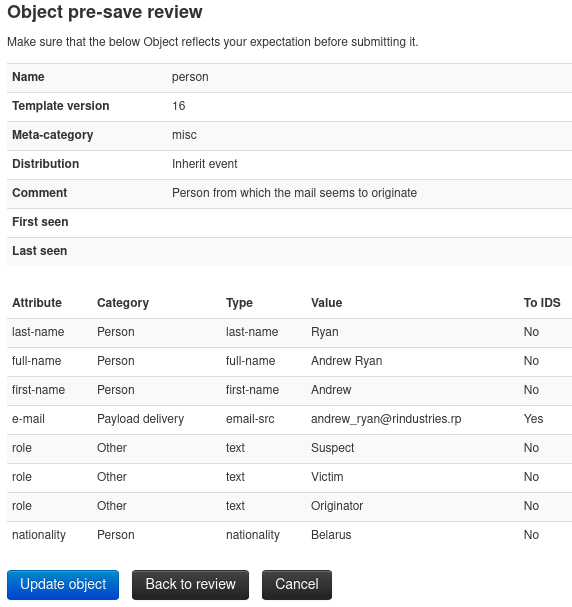 Object pre-save review
Make sure that the below Object reflects your expectation before submitting it.
Name person
Template version 16
Meta-category misc
Distribution Inherit event
Comment Person from which the mail seems to originate
First seen
Last seen
Attribute Category Type Value To IDS
last-name Person last-name Ryan No
full-name Person full-name Andrew Ryan No
first-name Person first-name Andrew No
e-mail Payload delivery email-src andrew_ryan@rindustries.rp Yes
role Other text Suspect No
role Other text Victim No
role Other text Originator No
nationality Person nationality Belarus No
Update object Back to review Cancel